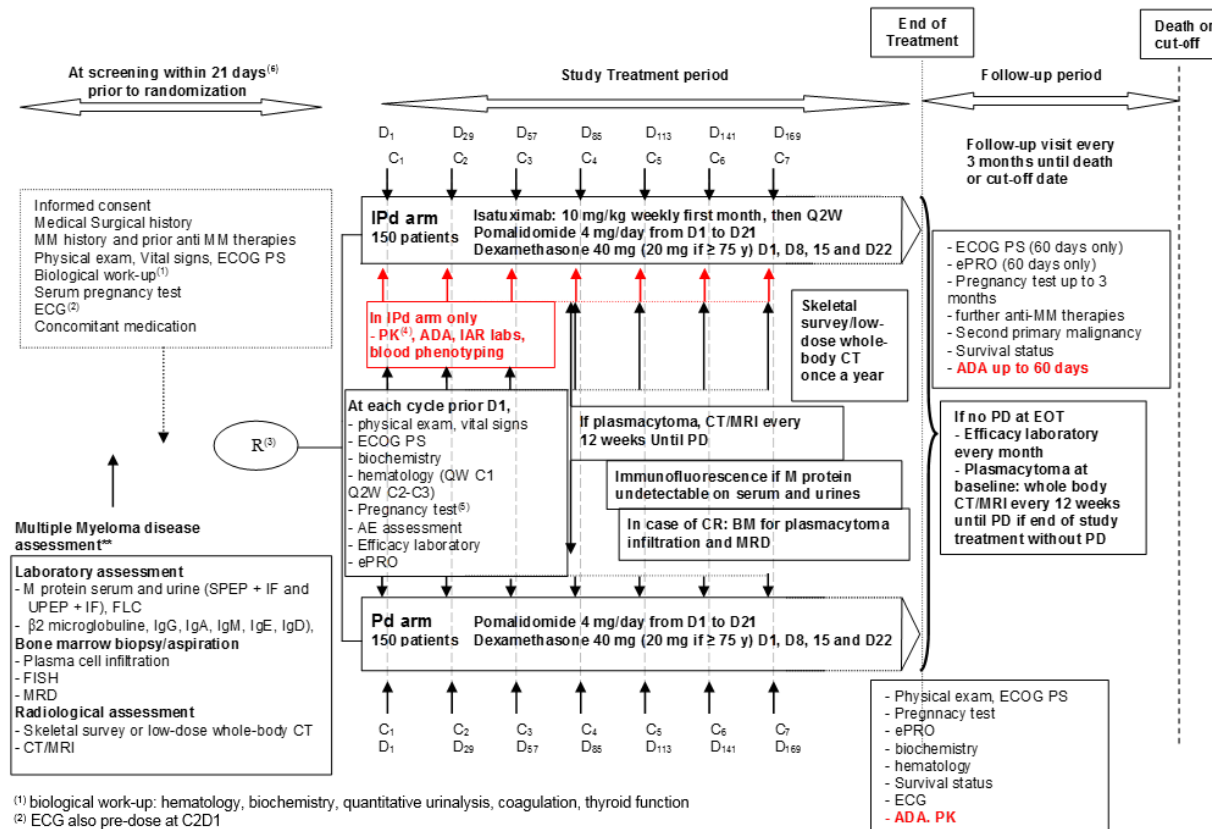 End of
Treatment
Death or
cut-off
At screening within 21 days(6)
prior to randomization
Study Treatment period
Follow-up period
D1 D29 D57 D85 D113 D141 D169
C1 C2 C3 C4 C5 C6 C7
Follow-up visit every
3 months until death
or cut-off date
Informed consent
Medical Surgical history
MM history and prior anti MM therapies
Physical exam, Vital signs, ECOG PS
Biological work-up(1)
Serum pregnancy test
ECG(2)
Concomitant medication
IPd arm
150 patients
Isatuximab: 10 mg/kg weekly first month, then Q2W
Pomalidomide 4 mg/day from D1 to D21
Dexamethasone 40 mg (20 mg if ≥ 75 y) D1, D8, 15 and D22
In IPd arm only
- PK(4), ADA, IAR labs,
blood phenotyping
Skeletal
survey/low-
dose whole-
body CT
once a year
- ECOG PS (60 days only)
- ePRO (60 days only)
- Pregnancy test up to 3
months
- further anti-MM therapies
- Second primary malignancy
- Survival status
- ADA up to 60 days
R(3)
At each cycle prior D1,
- physical exam, vital signs
- ECOG PS
- biochemistry
- hematology (QW C1
Q2W C2-C3)
- Pregnancy test(5)
- AE assessment
- Efficacy laboratory
- ePRO
If plasmacytoma, CT/MRI every
12 weeks Until PD
Immunofluorescence if M protein
undetectable on serum and urines
In case of CR: BM for plasmacytoma
infiltration and MRD
If no PD at EOT
- Efficacy laboratory
every month
- Plasmacytoma at
baseline: whole body
CT/MRI every 12 weeks
until PD if end of study
treatment without PD
Multiple Myeloma disease
assessment**
Laboratory assessment
- M protein serum and urine (SPEP + IF and
UPEP + IF), FLC
- β2 microglobuline, IgG, IgA, IgM, IgE, IgD),
Bone marrow biopsy/aspiration
- Plasma cell infiltration
- FISH
- MRD
Radiological assessment
- Skeletal survey or low-dose whole-body CT
- CT/MRI
Pd arm
150 patients
Pomalidomide 4 mg/day from D1 to D21
Dexamethasone 40 mg (20 mg if ≥ 75 y) D1, D8, 15 and D22
C1 C2 C3 C4 C5 C6 C7
D1 D29 D57 D85 D113 D141 D169
- Physical exam, ECOG PS
- Pregnnacy test
- ePRO
- biochemistry
- hematology
- Survival status
- ECG
- ADA. PK
(1) biological work-up: hematology, biochemistry, quantitative urinalysis, coagulation, thyroid function
(2) ECG also pre-dose at C2D1